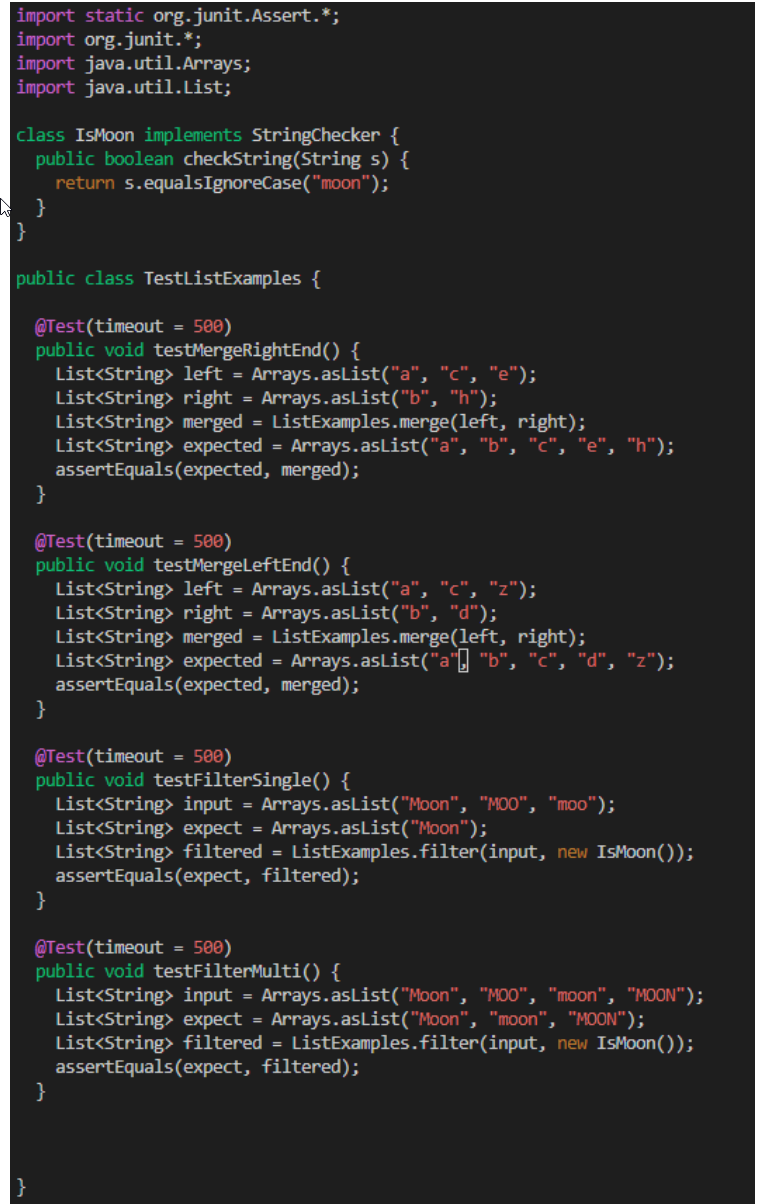 import static org.junit.Assert.*;
import org.junit.*;
import java.util.Arrays;
import java.util.List;

class IsMoon implements StringChecker {
  public boolean checkString(String s) {
    return s.equalsIgnoreCase("moon");
  }
}

public class TestListExamples {

  @Test(timeout = 500)
  public void testMergeRightEnd() {
    List<String> left = Arrays.asList("a", "c", "e");
    List<String> right = Arrays.asList("b", "h");
    List<String> merged = ListExamples.merge(left, right);
    List<String> expected = Arrays.asList("a", "b", "c", "e", "h");
    assertEquals(expected, merged);
  }

  @Test(timeout = 500)
  public void testMergeLeftEnd() {
    List<String> left = Arrays.asList("a", "c", "z");
    List<String> right = Arrays.asList("b", "d");
    List<String> merged = ListExamples.merge(left, right);
    List<String> expected = Arrays.asList("a", "b", "c", "d", "z");
    assertEquals(expected, merged);
  }

  @Test(timeout = 500)
  public void testFilterSingle() {
    List<String> input = Arrays.asList("Moon", "MOO", "moo");
    List<String> expect = Arrays.asList("Moon");
    List<String> filtered = ListExamples.filter(input, new IsMoon());
    assertEquals(expect, filtered);
  }

  @Test(timeout = 500)
  public void testFilterMulti() {
    List<String> input = Arrays.asList("Moon", "MOO", "moon", "MOON");
    List<String> expect = Arrays.asList("Moon", "moon", "MOON");
    List<String> filtered = ListExamples.filter(input, new IsMoon());
    assertEquals(expect, filtered);
  }

}